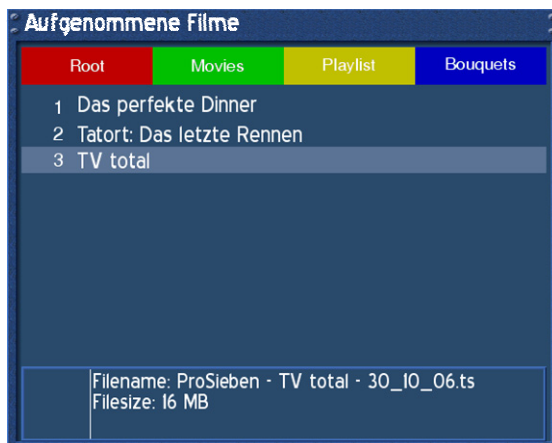 Aufgenommene Filme
Root Movies Playlist Bouquets
1 Das perfekte Dinner
2 Tatort: Das letzte Rennen
3 TV total
Filename: ProSieben - TV total - 30_10_06.ts
Filesize: 16 MB